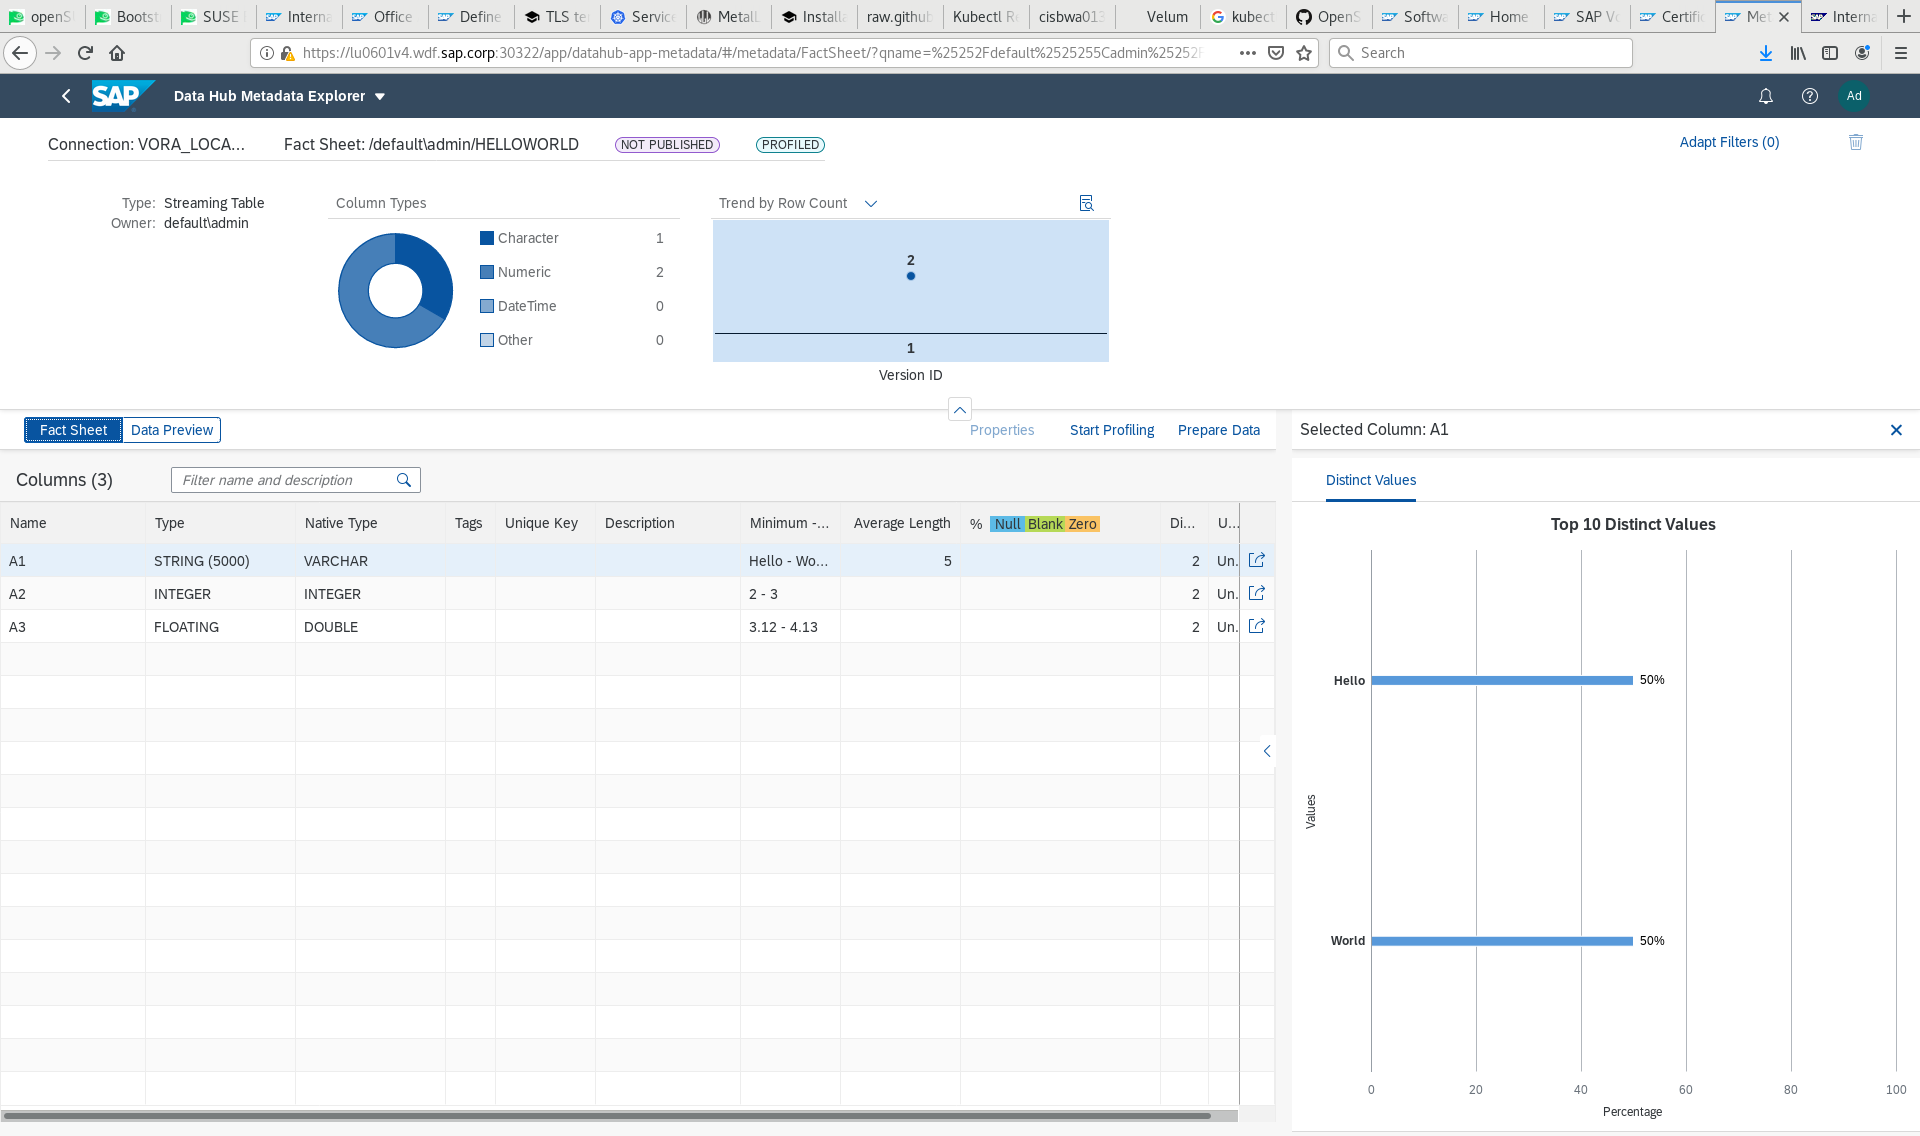 openS
Bootst
SUSE
Interna
Office
Define
TLS te
Service
MetalL
Installa
raw.github
Kubectl Re
cisbwa013
Velum
kubect
OpenS
Softwa
Home
SAP Vo
Certific
Met
Interna
https://lu0601v4.wdf.sap.corp:30322/app/datahub-app-metadata/#/metadata/FactSheet/?qname=%25252Fdefault%2525255Cadmin%25252F
Search
SAP Data Hub Metadata Explorer Ad
Connection: VORA_LOCA... Fact Sheet: /default\admin/HELLOWORLD NOT PUBLISHED PROFILED Adapt Filters (0)
Type: Streaming Table
Owner: default\admin
Column Types
Character 1
Numeric 2
DateTime 0
Other 0
Trend by Row Count
2
1
Version ID
Fact Sheet Data Preview Properties Start Profiling Prepare Data
Columns (3) Filter name and description
Name Type Native Type Tags Unique Key Description Minimum -... Average Length % Null Blank Zero Di... U...
A1 STRING (5000) VARCHAR Hello - Wo... 5 2 Un.
A2 INTEGER INTEGER 2 - 3 2 Un.
A3 FLOATING DOUBLE 3.12 - 4.13 2 Un.
Selected Column: A1
Distinct Values
Top 10 Distinct Values
Hello 50%
Values
World 50%
0 20 40 60 80 100
Percentage